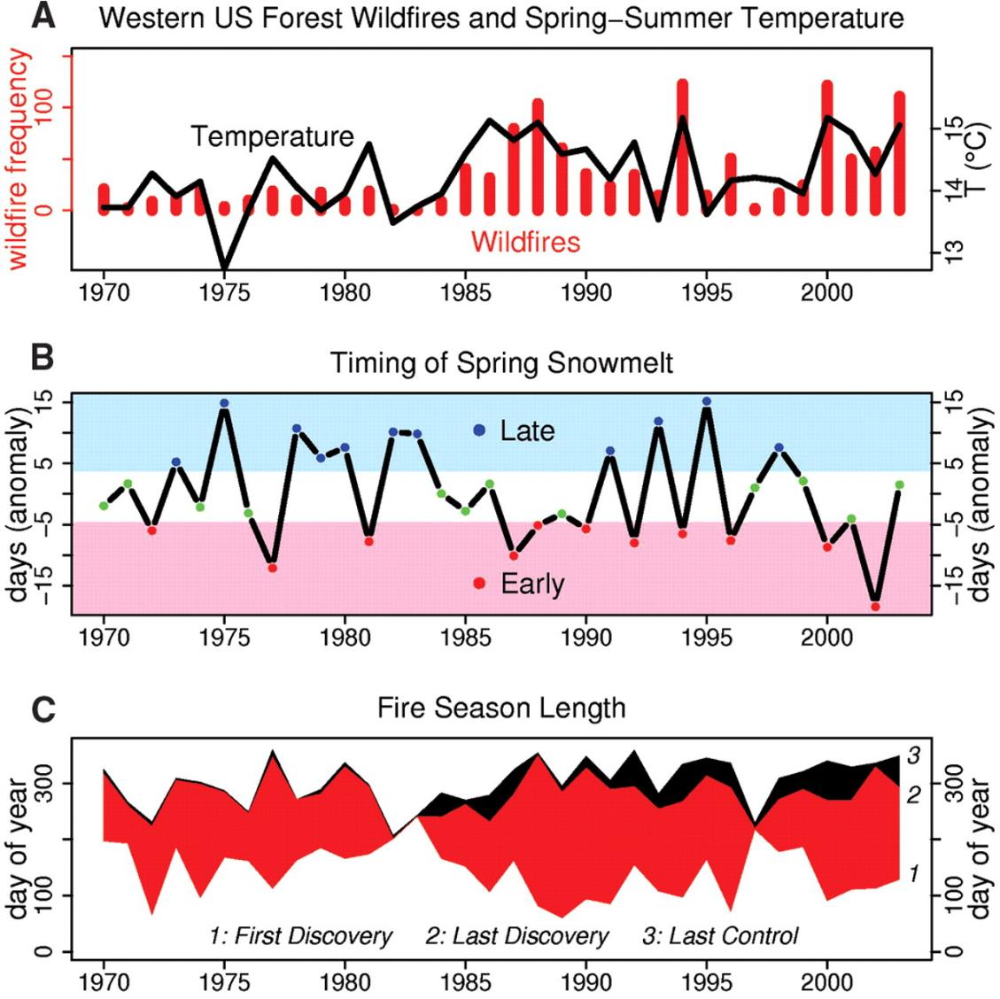 A
Western US Forest Wildfires and Spring–Summer Temperature
wildfire frequency
0 100
Temperature
Wildfires
13 14 15
T (°C)
1970 1975 1980 1985 1990 1995 2000
B
Timing of Spring Snowmelt
days (anomaly)
−15 −5 5 15
Late
Early
−15 −5 5 15
days (anomaly)
1970 1975 1980 1985 1990 1995 2000
C
Fire Season Length
day of year
0 100 300
3
2
1
1: First Discovery 2: Last Discovery 3: Last Control
0 100 300
day of year
1970 1975 1980 1985 1990 1995 2000